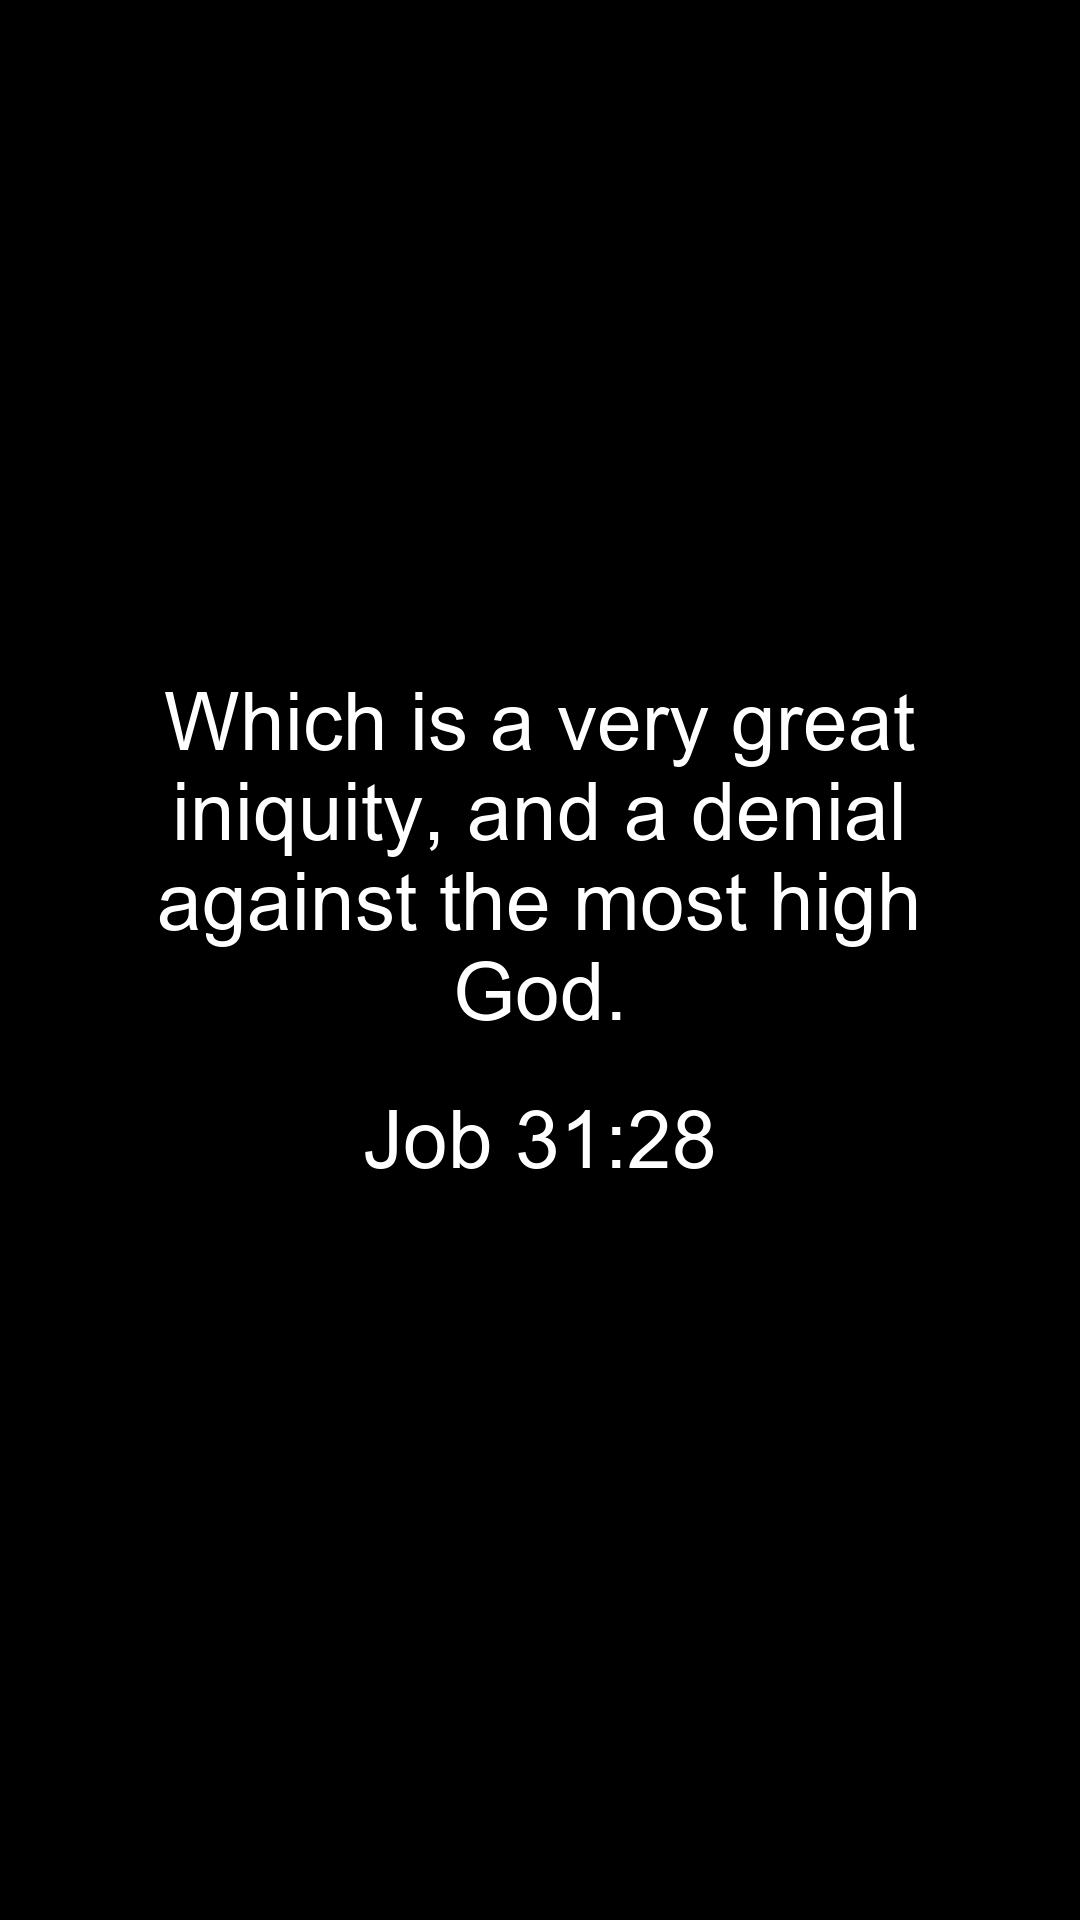 Which is a very great
iniquity, and a denial
against the most high
God.
Job 31:28